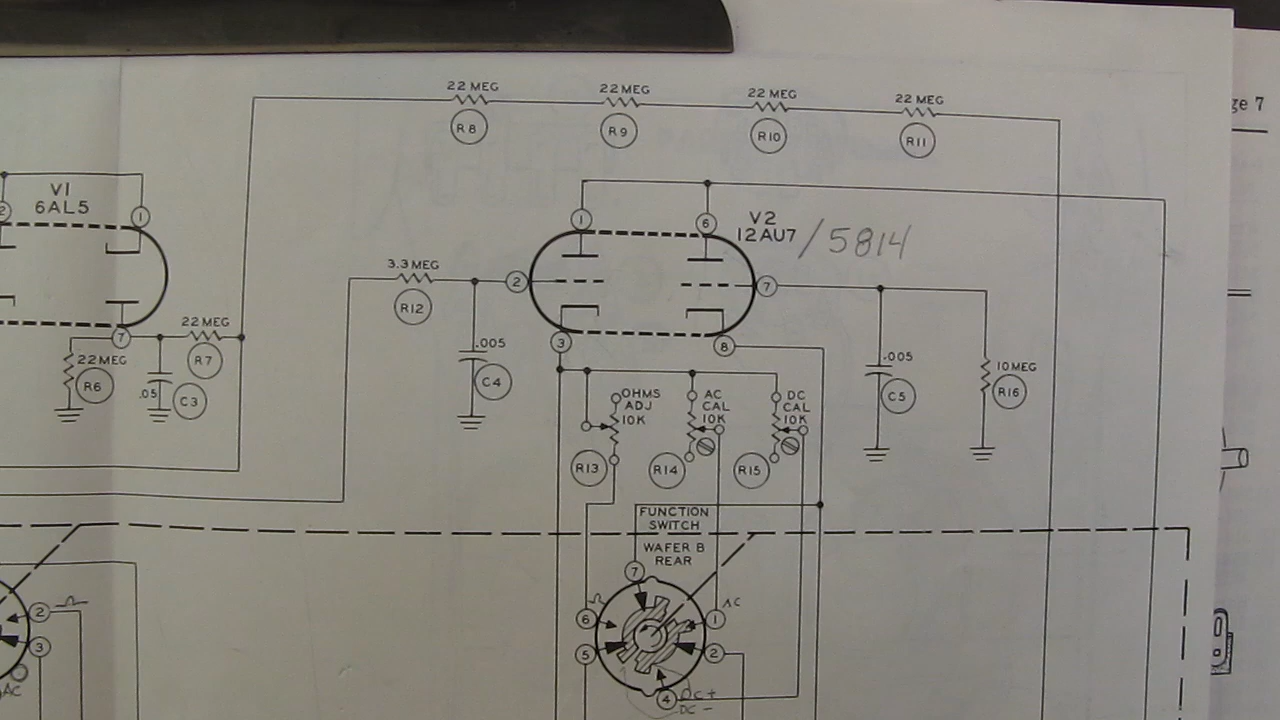 ge 7
22 MEG
22 MEG
22 MEG
22 MEG
R8
R9
R10
R11
V1
6AL5
2
1
1
6
V2
12AU7 / 5814
3.3 MEG
R12
2
7
22 MEG
R7
7
22 MEG
R6
.05
C3
3
8
.005
C4
.005
C5
10 MEG
R16
OHMS
ADJ
10K
AC
CAL
10K
DC
CAL
10K
R13
R14
R15
FUNCTION
SWITCH
WAFER B
REAR
7
Ω
AC
6
1
5
2
4
DC +
DC -
Ω
2
3
AC